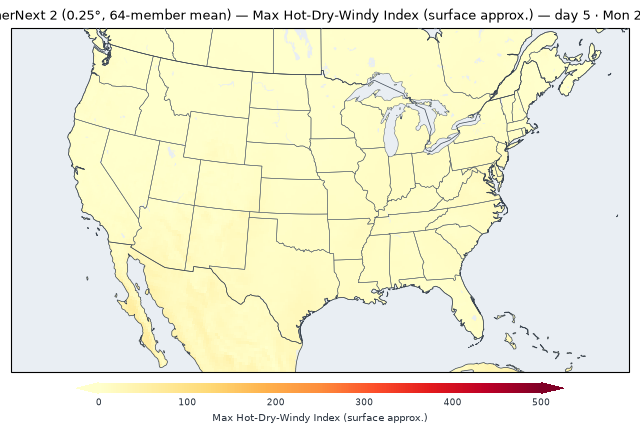 nerNext 2 (0.25°, 64-member mean) — Max Hot-Dry-Windy Index (surface approx.) — day 5 · Mon 2
0 100 200 300 400 500
Max Hot-Dry-Windy Index (surface approx.)